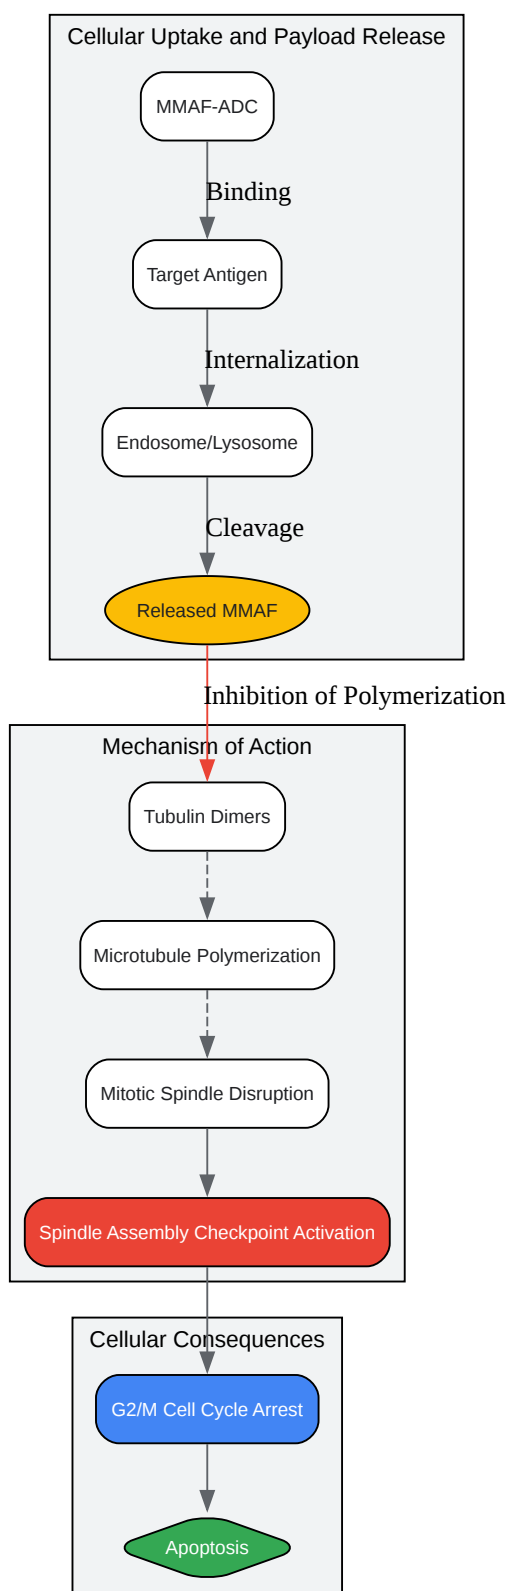 Cellular Uptake and Payload Release
MMAF-ADC
Binding
Target Antigen
Internalization
Endosome/Lysosome
Cleavage
Released MMAF
Inhibition of Polymerization
Mechanism of Action
Tubulin Dimers
Microtubule Polymerization
Mitotic Spindle Disruption
Spindle Assembly Checkpoint Activation
Cellular Consequences
G2/M Cell Cycle Arrest
Apoptosis